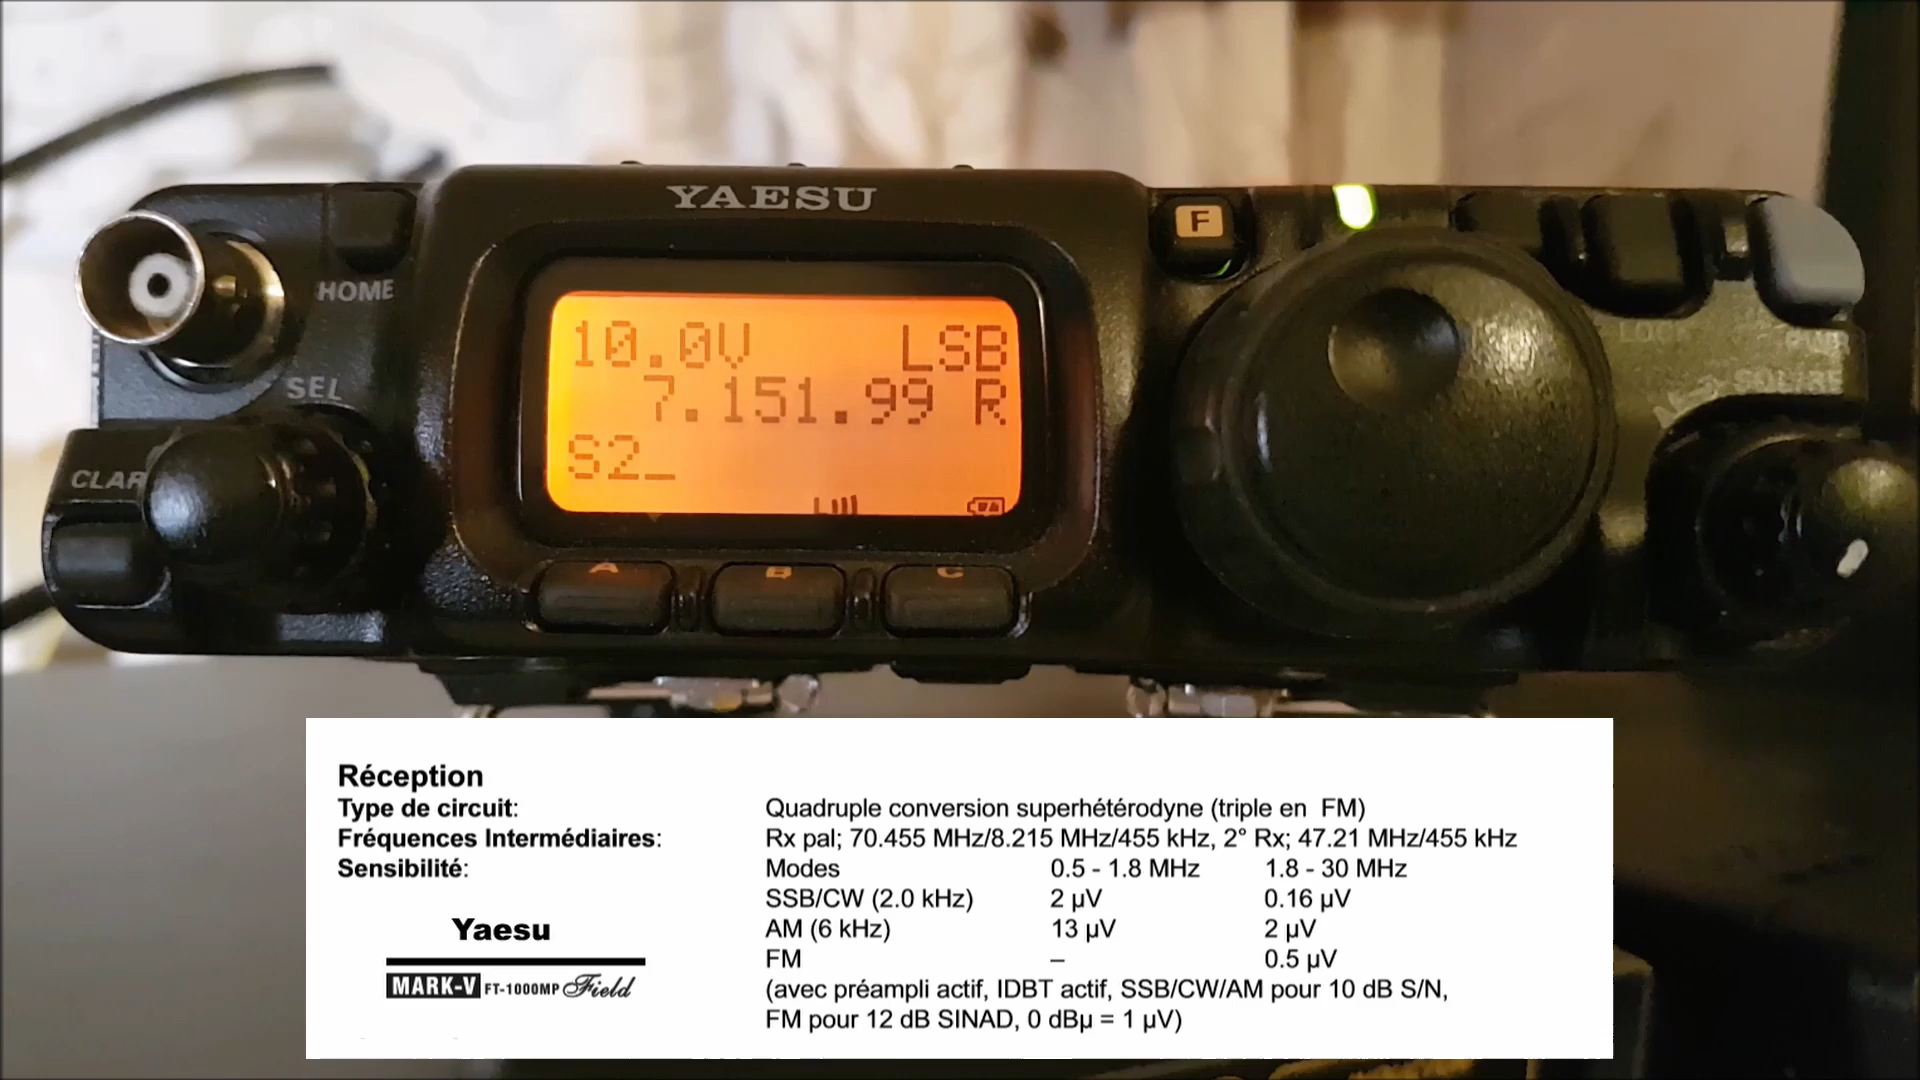 YAESU
F
HOME
SEL
CLAR
10.0V LSB
7.151.99 R
S2_
LOCK
PWR
SQL/RF
A B C
Réception
Type de circuit: Quadruple conversion superhétérodyne (triple en FM)
Fréquences Intermédiaires: Rx pal; 70.455 MHz/8.215 MHz/455 kHz, 2° Rx; 47.21 MHz/455 kHz
Sensibilité: Modes 0.5 - 1.8 MHz 1.8 - 30 MHz
SSB/CW (2.0 kHz) 2 µV 0.16 µV
AM (6 kHz) 13 µV 2 µV
FM – 0.5 µV
(avec préampli actif, IDBT actif, SSB/CW/AM pour 10 dB S/N,
FM pour 12 dB SINAD, 0 dBµ = 1 µV)
Yaesu
MARK-V FT-1000MP Field